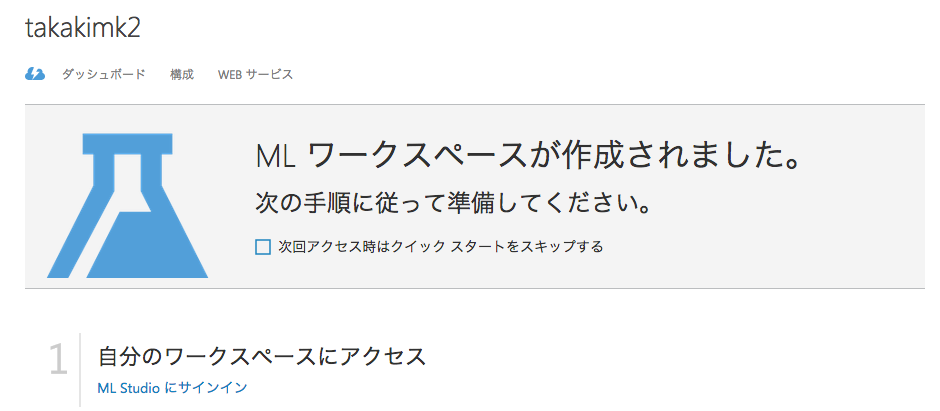 takakimk2
ダッシュボード 構成 WEB サービス
ML ワークスペースが作成されました。
次の手順に従って準備してください。
次回アクセス時はクイック スタートをスキップする
1 自分のワークスペースにアクセス
ML Studio にサインイン